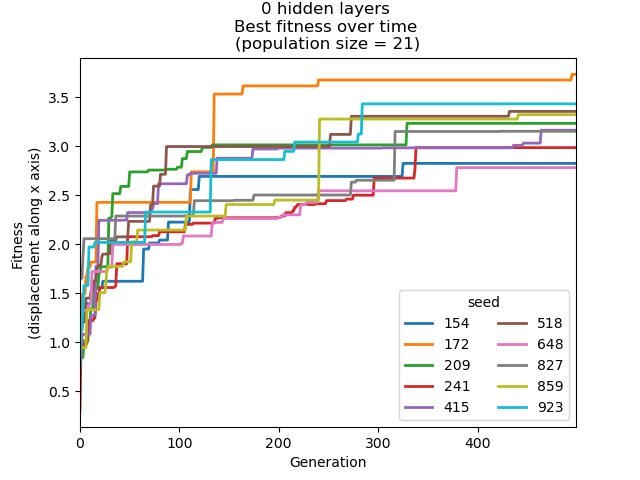 0 hidden layers
Best fitness over time
(population size = 21)
Fitness
(displacement along x axis)
3.5
3.0
2.5
2.0
1.5
1.0
0.5
0 100 200 300 400
Generation
seed
154 518
172 648
209 827
241 859
415 923